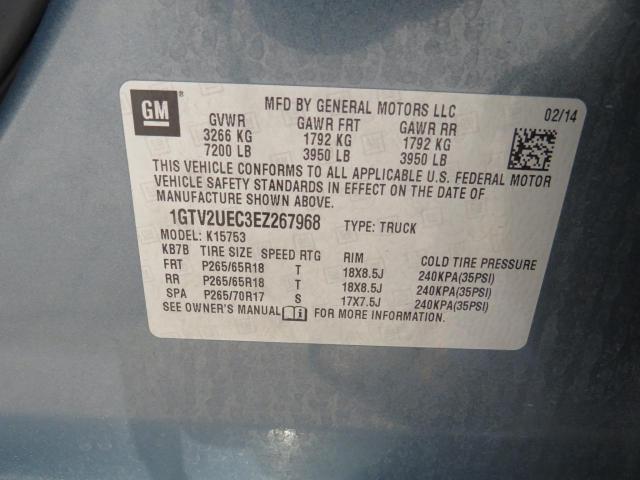 GM ®
MFD BY GENERAL MOTORS LLC
02/14
GVWR GAWR FRT GAWR RR
3266 KG 1792 KG 1792 KG
7200 LB 3950 LB 3950 LB
THIS VEHICLE CONFORMS TO ALL APPLICABLE U.S. FEDERAL MOTOR
VEHICLE SAFETY STANDARDS IN EFFECT ON THE DATE OF
MANUFACTURE SHOWN ABOVE.
1GTV2UEC3EZ267968 TYPE: TRUCK
MODEL: K15753
KB7B TIRE SIZE SPEED RTG RIM COLD TIRE PRESSURE
FRT P265/65R18 T 18X8.5J 240KPA(35PSI)
RR P265/65R18 T 18X8.5J 240KPA(35PSI)
SPA P265/70R17 S 17X7.5J 240KPA(35PSI)
SEE OWNER'S MANUAL FOR MORE INFORMATION.